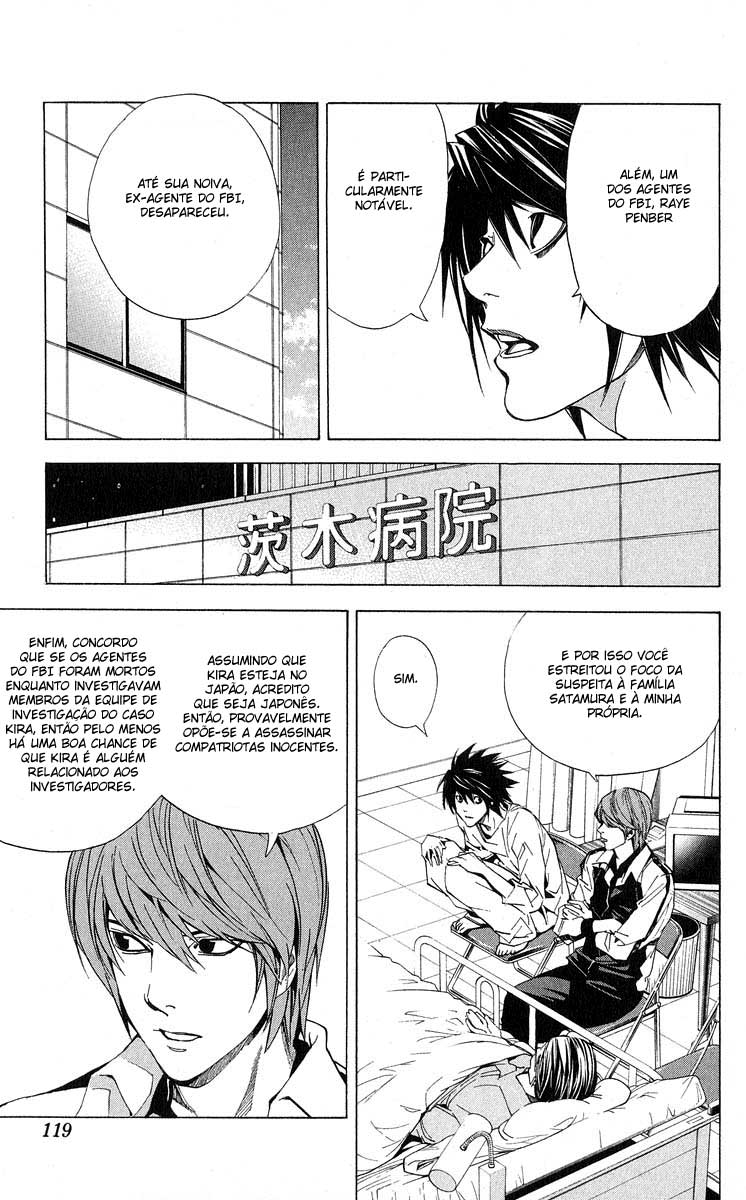 ALÉM, UM
DOS AGENTES
DO FBI, RAYE
PENBER
É PARTI-
CULARMENTE
NOTÁVEL.
ATÉ SUA NOIVA,
EX-AGENTE DO FBI,
DESAPARECEU.
茨木病院
E POR ISSO VOCÊ
ESTREITOU O FOCO DA
SUSPEITA À FAMÍLIA
SATAMURA E À MINHA
PRÓPRIA.
SIM.
ASSUMINDO QUE
KIRA ESTEJA NO
JAPÃO, ACREDITO
QUE SEJA JAPONÊS.
ENTÃO, PROVAVELMENTE
OPÕE-SE A ASSASSINAR
COMPATRIOTAS INOCENTES.
ENFIM, CONCORDO
QUE SE OS AGENTES
DO FBI FORAM MORTOS
ENQUANTO INVESTIGAVAM
MEMBROS DA EQUIPE DE
INVESTIGAÇÃO DO CASO
KIRA, ENTÃO PELO MENOS
HÁ UMA BOA CHANCE DE
QUE KIRA É ALGUÉM
RELACIONADO AOS
INVESTIGADORES.
119